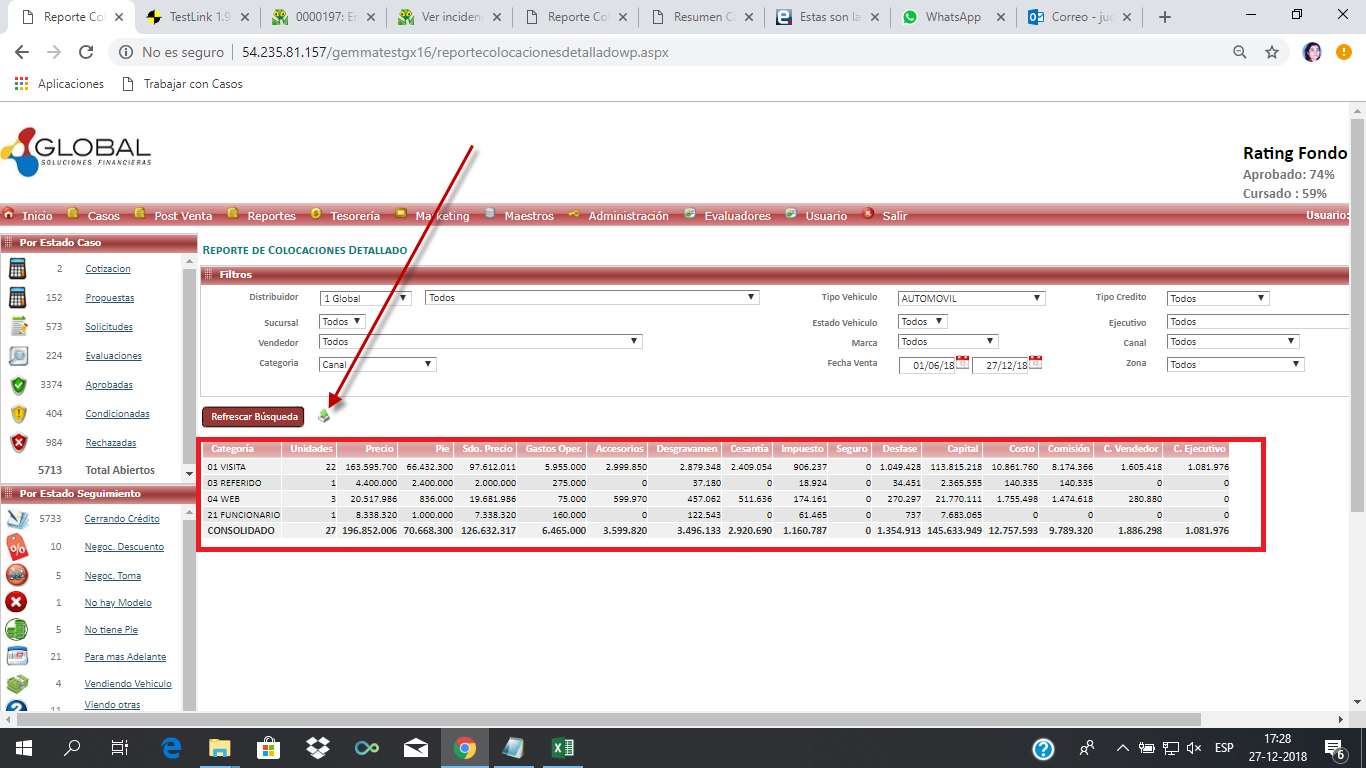 Reporte Col
TestLink 1.9
0000197: Er
Ver inciden
Reporte Col
Resumen C
Estas son la
WhatsApp
Correo - juc
No es seguro | 54.235.81.157/gemmatestgx16/reportecolocacionesdetalladowp.aspx
Aplicaciones Trabajar con Casos
GLOBAL
SOLUCIONES FINANCIERAS
Rating Fondo
Aprobado: 74%
Cursado : 59%
Inicio Casos Post Venta Reportes Tesorería Marketing Maestros Administración Evaluadores Usuario Salir Usuario:
Por Estado Caso
2 Cotizacion
152 Propuestas
573 Solicitudes
224 Evaluaciones
3374 Aprobadas
404 Condicionadas
984 Rechazadas
5713 Total Abiertos
Por Estado Seguimiento
5733 Cerrando Crédito
10 Negoc. Descuento
5 Negoc. Toma
1 No hay Modelo
5 No tiene Pie
21 Para mas Adelante
4 Vendiendo Vehiculo
11 Viendo otras
REPORTE DE COLOCACIONES DETALLADO
Filtros
Distribuidor 1 Global Todos Tipo Vehiculo AUTOMOVIL Tipo Credito Todos
Sucursal Todos Estado Vehiculo Todos Ejecutivo Todos
Vendedor Todos Marca Todos Canal Todos
Categoria Canal Fecha Venta 01/06/18 27/12/18 Zona Todos
Refrescar Búsqueda
Categoría Unidades Precio Pie Sdo. Precio Gastos Oper. Accesorios Desgravamen Cesantía Impuesto Seguro Desfase Capital Costo Comisión C. Vendedor C. Ejecutivo
01 VISITA 22 163.595.700 66.432.300 97.612.011 5.955.000 2.999.850 2.879.348 2.409.054 906.237 0 1.049.428 113.815.218 10.861.760 8.174.366 1.605.418 1.081.976
03 REFERIDO 1 4.400.000 2.400.000 2.000.000 275.000 0 37.180 0 18.924 0 34.451 2.365.555 140.335 140.335 0 0
04 WEB 3 20.517.986 836.000 19.681.986 75.000 599.970 457.062 511.636 174.161 0 270.297 21.770.111 1.755.498 1.474.618 280.880 0
21 FUNCIONARIO 1 8.338.320 1.000.000 7.338.320 160.000 0 122.543 0 61.465 0 737 7.683.065 0 0 0 0
CONSOLIDADO 27 196.852.006 70.668.300 126.632.317 6.465.000 3.599.820 3.496.133 2.920.690 1.160.787 0 1.354.913 145.633.949 12.757.593 9.789.320 1.886.298 1.081.976
ESP
17:28
27-12-2018
6